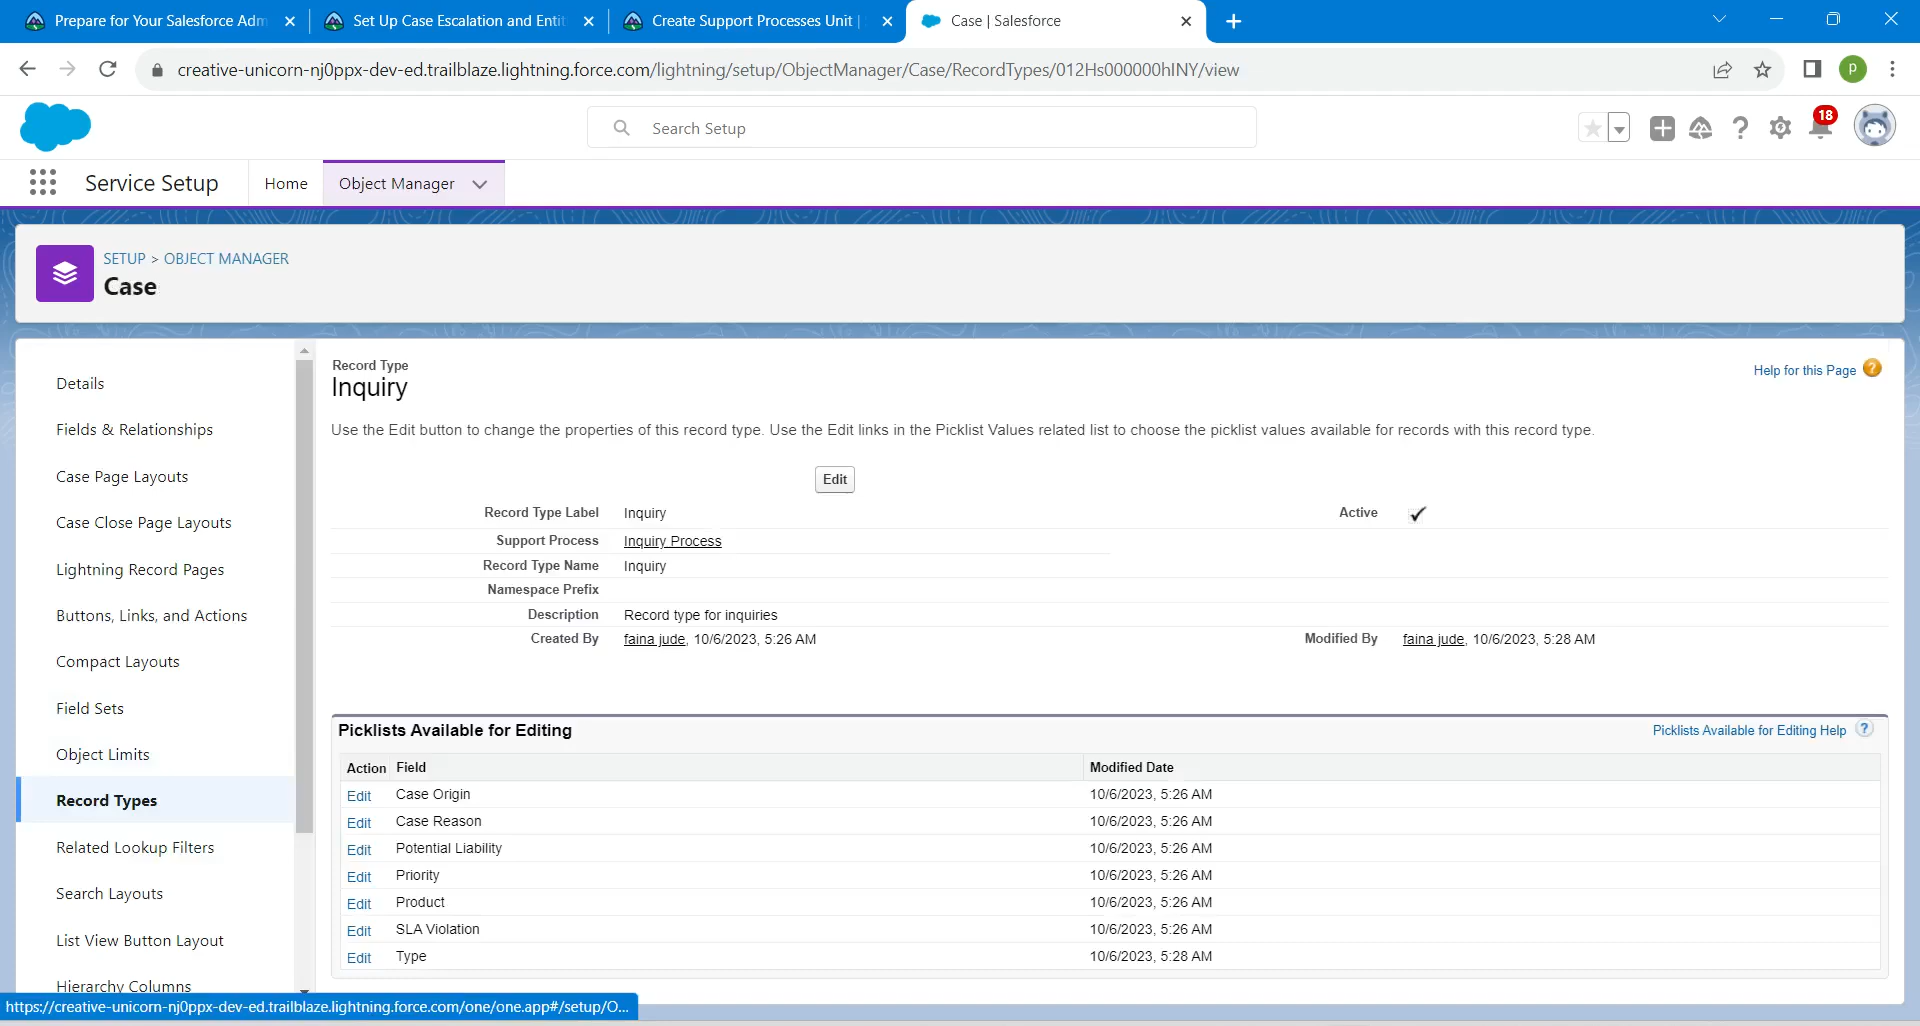 Prepare for Your Salesforce Adm
Set Up Case Escalation and Entit
Create Support Processes Unit |
Case | Salesforce
creative-unicorn-nj0ppx-dev-ed.trailblaze.lightning.force.com/lightning/setup/ObjectManager/Case/RecordTypes/012Hs000000hINY/view
p
Search Setup
18
Service Setup
Home
Object Manager
SETUP > OBJECT MANAGER
Case
Details
Fields & Relationships
Case Page Layouts
Case Close Page Layouts
Lightning Record Pages
Buttons, Links, and Actions
Compact Layouts
Field Sets
Object Limits
Record Types
Related Lookup Filters
Search Layouts
List View Button Layout
Hierarchy Columns
Record Type
Inquiry
Help for this Page ?
Use the Edit button to change the properties of this record type. Use the Edit links in the Picklist Values related list to choose the picklist values available for records with this record type.
Edit
Record Type Label Inquiry Active ✓
Support Process Inquiry Process
Record Type Name Inquiry
Namespace Prefix
Description Record type for inquiries
Created By faina jude, 10/6/2023, 5:26 AM Modified By faina jude, 10/6/2023, 5:28 AM
Picklists Available for Editing
Picklists Available for Editing Help ?
Action Field Modified Date
Edit Case Origin 10/6/2023, 5:26 AM
Edit Case Reason 10/6/2023, 5:26 AM
Edit Potential Liability 10/6/2023, 5:26 AM
Edit Priority 10/6/2023, 5:26 AM
Edit Product 10/6/2023, 5:26 AM
Edit SLA Violation 10/6/2023, 5:26 AM
Edit Type 10/6/2023, 5:28 AM
https://creative-unicorn-nj0ppx-dev-ed.trailblaze.lightning.force.com/one/one.app#/setup/O...